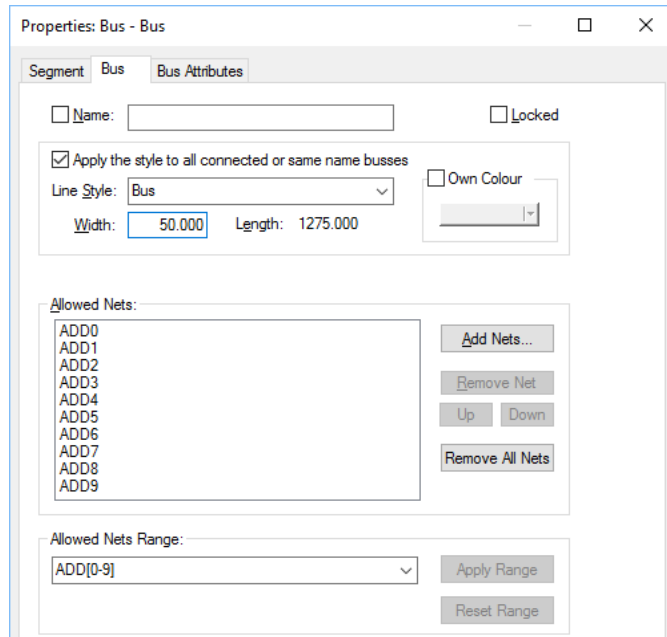 Properties: Bus - Bus
Segment Bus Bus Attributes
Name: Locked
Apply the style to all connected or same name busses
Own Colour
Line Style: Bus
Width: 50.000 Length: 1275.000
Allowed Nets:
ADD0
ADD1
ADD2
ADD3
ADD4
ADD5
ADD6
ADD7
ADD8
ADD9
Add Nets...
Remove Net
Up Down
Remove All Nets
Allowed Nets Range:
ADD[0-9]
Apply Range
Reset Range